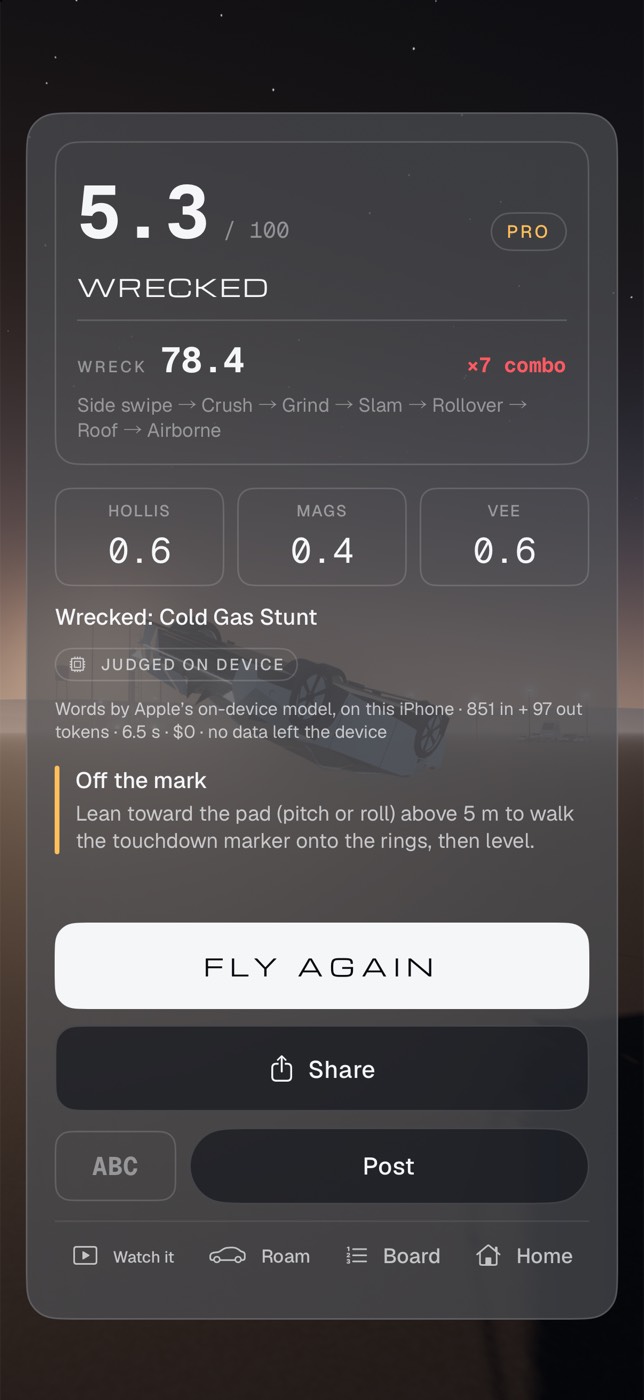 5.3 / 100
PRO
WRECKED
WRECK 78.4 ×7 combo
Side swipe → Crush → Grind → Slam → Rollover →
Roof → Airborne
HOLLIS MAGS VEE
0.6 0.4 0.6
Wrecked: Cold Gas Stunt
JUDGED ON DEVICE
Words by Apple's on-device model, on this iPhone · 851 in + 97 out
tokens · 6.5 s · $0 · no data left the device
Off the mark
Lean toward the pad (pitch or roll) above 5 m to walk
the touchdown marker onto the rings, then level.
FLY AGAIN
Share
ABC Post
Watch it Roam Board Home